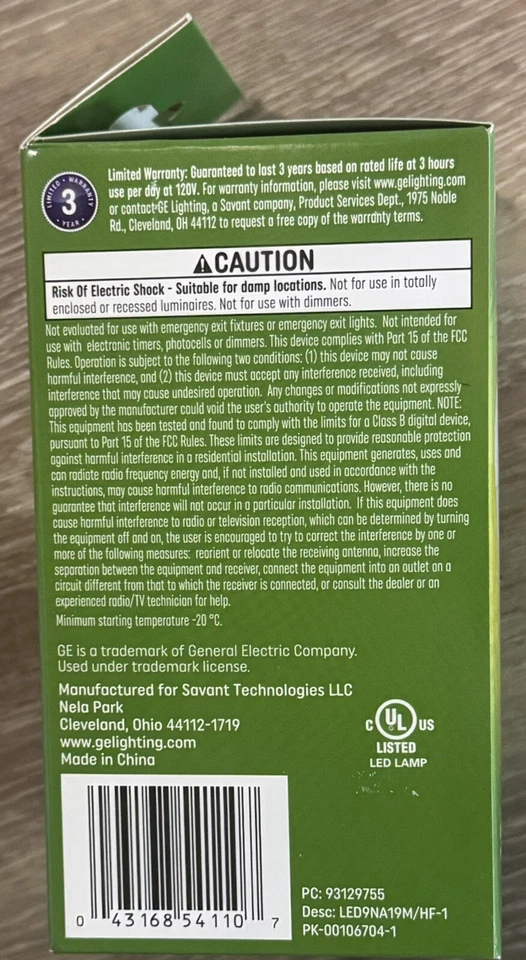 LIMITED · WARRANTY
3
· YEAR ·
Limited Warranty: Guaranteed to last 3 years based on rated life at 3 hours
use per day at 120V. For warranty information, please visit www.gelighting.com
or contact GE Lighting, a Savant company, Product Services Dept., 1975 Noble
Rd., Cleveland, OH 44112 to request a free copy of the warranty terms.
⚠CAUTION
Risk Of Electric Shock - Suitable for damp locations. Not for use in totally
enclosed or recessed luminaires. Not for use with dimmers.
Not evaluated for use with emergency exit fixtures or emergency exit lights. Not intended for
use with electronic timers, photocells or dimmers. This device complies with Part 15 of the FCC
Rules. Operation is subject to the following two conditions: (1) this device may not cause
harmful interference, and (2) this device must accept any interference received, including
interference that may cause undesired operation. Any changes or modifications not expressly
approved by the manufacturer could void the user's authority to operate the equipment. NOTE:
This equipment has been tested and found to comply with the limits for a Class B digital device,
pursuant to Part 15 of the FCC Rules. These limits are designed to provide reasonable protection
against harmful interference in a residential installation. This equipment generates, uses and
can radiate radio frequency energy and, if not installed and used in accordance with the
instructions, may cause harmful interference to radio communications. However, there is no
guarantee that interference will not occur in a particular installation. If this equipment does
cause harmful interference to radio or television reception, which can be determined by turning
the equipment off and on, the user is encouraged to try to correct the interference by one or
more of the following measures: reorient or relocate the receiving antenna, increase the
separation between the equipment and receiver, connect the equipment into an outlet on a
circuit different from that to which the receiver is connected, or consult the dealer or an
experienced radio/TV technician for help.
Minimum starting temperature -20 °C.
GE is a trademark of General Electric Company.
Used under trademark license.
Manufactured for Savant Technologies LLC
Nela Park
Cleveland, Ohio 44112-1719
www.gelighting.com
Made in China
C UL US
LISTED
LED LAMP
0 43168 54110 7
PC: 93129755
Desc: LED9NA19M/HF-1
PK-00106704-1